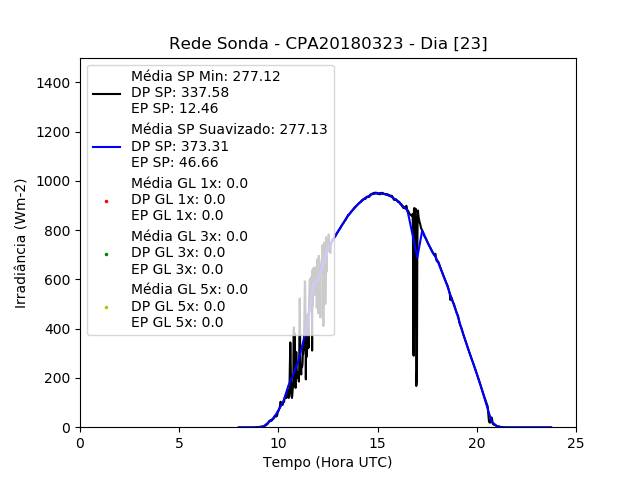 Rede Sonda - CPA20180323 - Dia [23]
Média SP Min: 277.12
DP SP: 337.58
EP SP: 12.46
Média SP Suavizado: 277.13
DP SP: 373.31
EP SP: 46.66
Média GL 1x: 0.0
DP GL 1x: 0.0
EP GL 1x: 0.0
Média GL 3x: 0.0
DP GL 3x: 0.0
EP GL 3x: 0.0
Média GL 5x: 0.0
DP GL 5x: 0.0
EP GL 5x: 0.0
Irradiância (Wm-2)
1400
1200
1000
800
600
400
200
0
0 5 10 15 20 25
Tempo (Hora UTC)